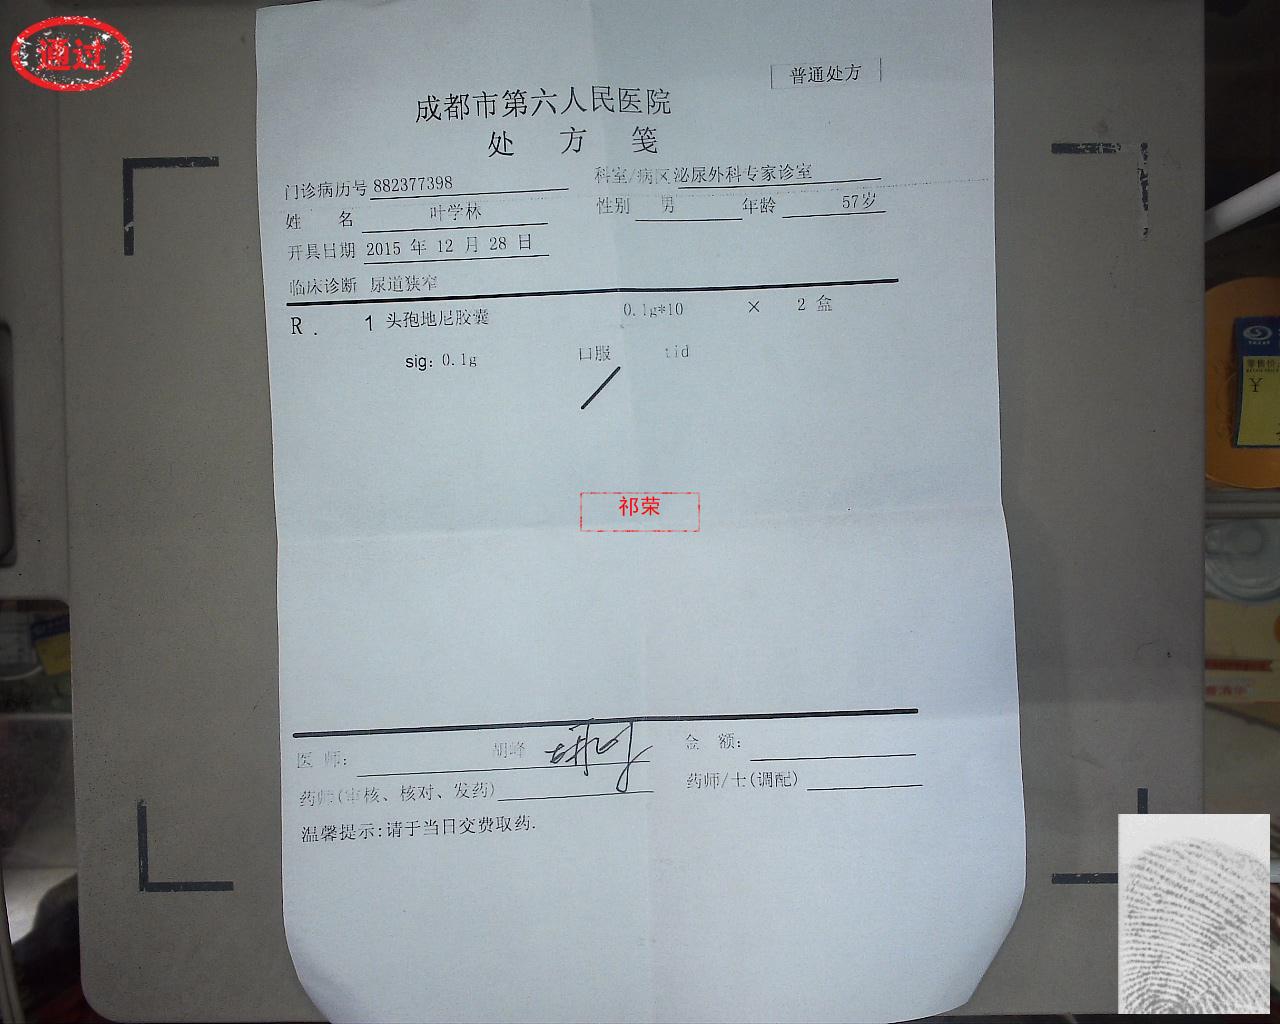 通过
普通处方
成都市第六人民医院
处 方 笺
门诊病历号 882377398 科室/病区 泌尿外科专家诊室
姓 名 叶学林 性别 男 年龄 57岁
开具日期 2015 年 12 月 28 日
临床诊断 尿道狭窄
R. 1 头孢地尼胶囊 0.1g*10 × 2 盒
sig: 0.1g 口服 tid
祁荣
医 师: 胡峰 金 额:
药师(审核、核对、发药) 药师/士(调配)
温馨提示:请于当日交费取药.
零售价
¥